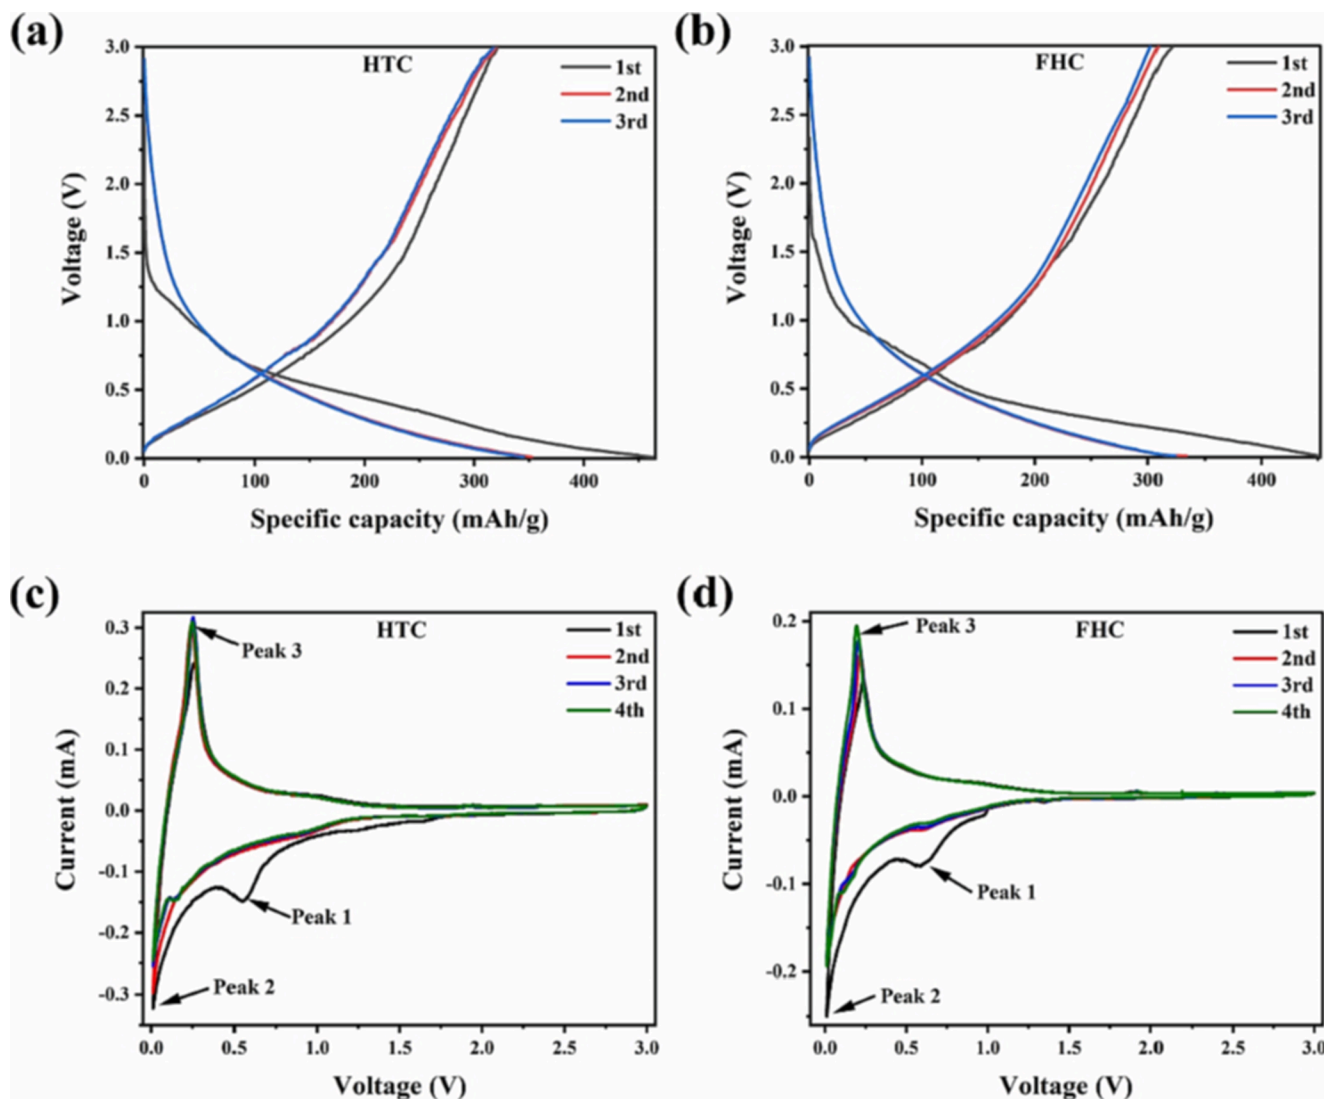 (a)
HTC
1st
2nd
3rd
3.0
2.5
2.0
1.5
1.0
0.5
0.0
Voltage (V)
0 100 200 300 400
Specific capacity (mAh/g)
(b)
FHC
1st
2nd
3rd
3.0
2.5
2.0
1.5
1.0
0.5
0.0
Voltage (V)
0 100 200 300 400
Specific capacity (mAh/g)
(c)
HTC
1st
2nd
3rd
4th
Peak 3
Peak 1
Peak 2
0.3
0.2
0.1
0.0
-0.1
-0.2
-0.3
Current (mA)
0.0 0.5 1.0 1.5 2.0 2.5 3.0
Voltage (V)
(d)
FHC
1st
2nd
3rd
4th
Peak 3
Peak 1
Peak 2
0.2
0.1
0.0
-0.1
-0.2
Current (mA)
0.0 0.5 1.0 1.5 2.0 2.5 3.0
Voltage (V)